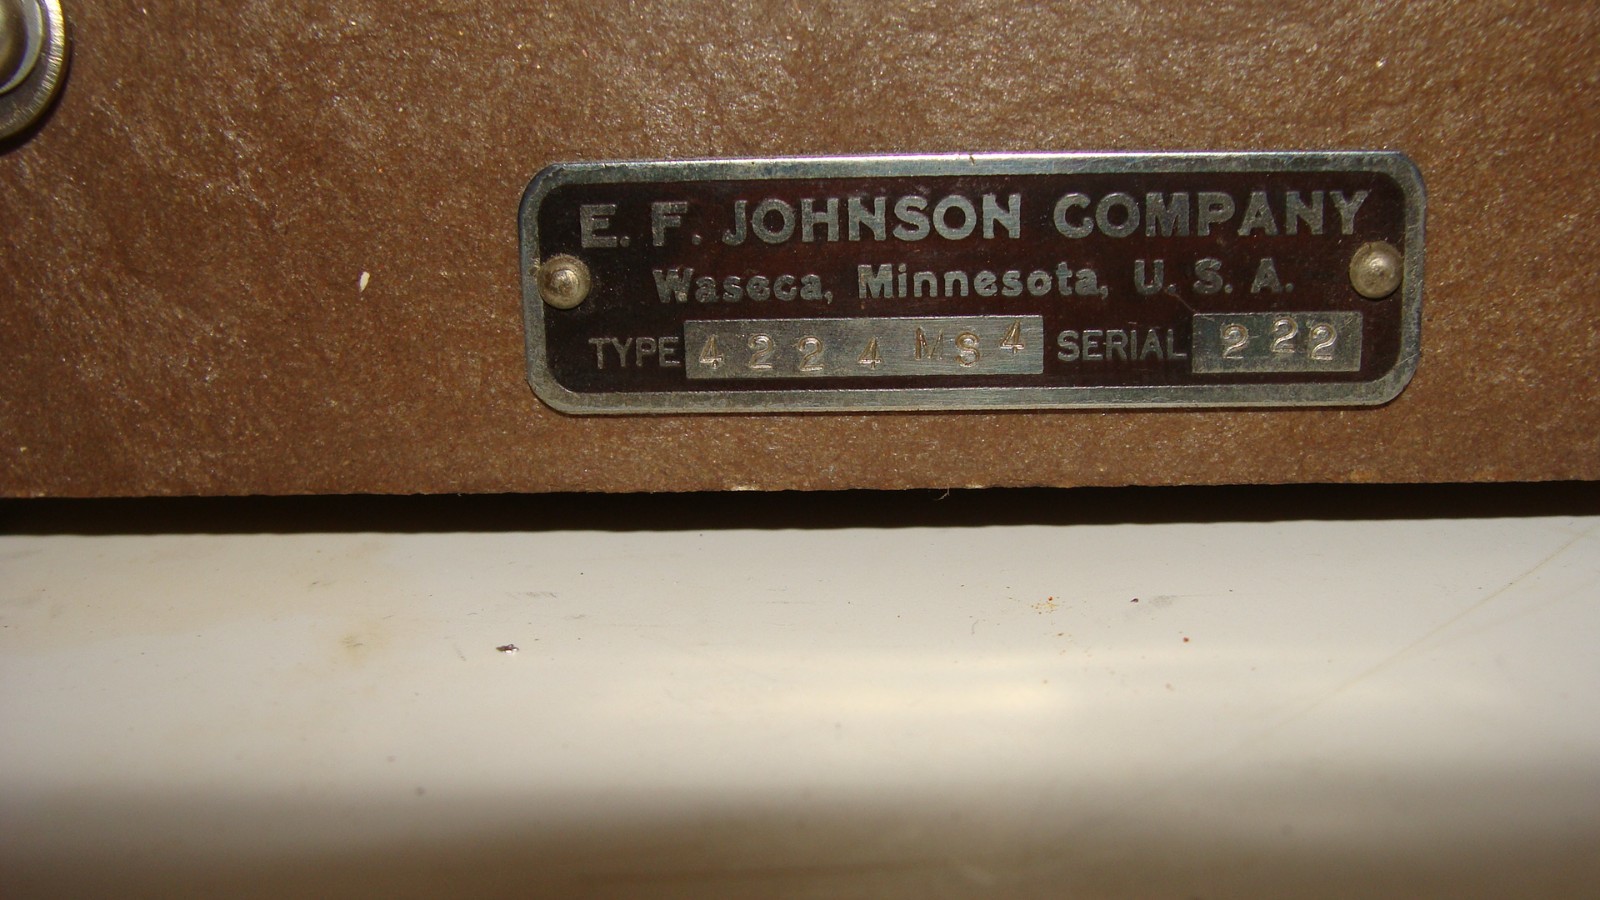 E. F. JOHNSON COMPANY
Waseca, Minnesota, U. S. A.
TYPE 4224 MS4 SERIAL 222